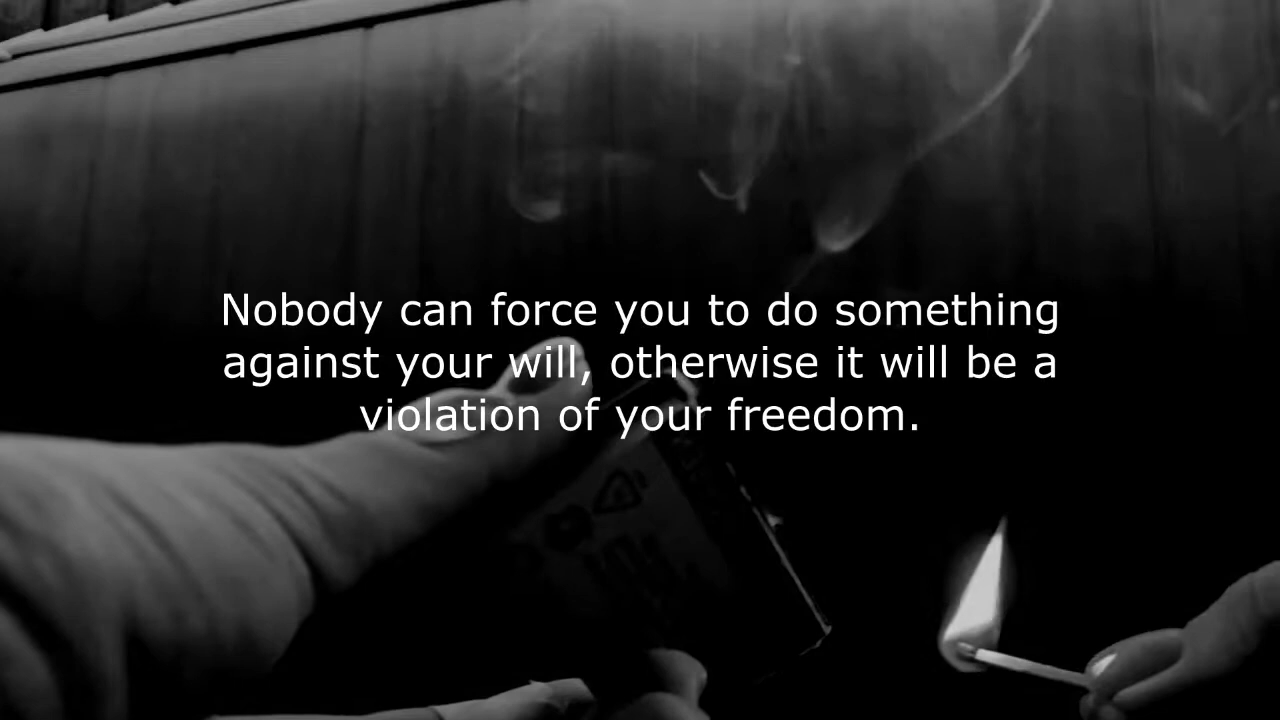 Nobody can force you to do something
against your will, otherwise it will be a
violation of your freedom.